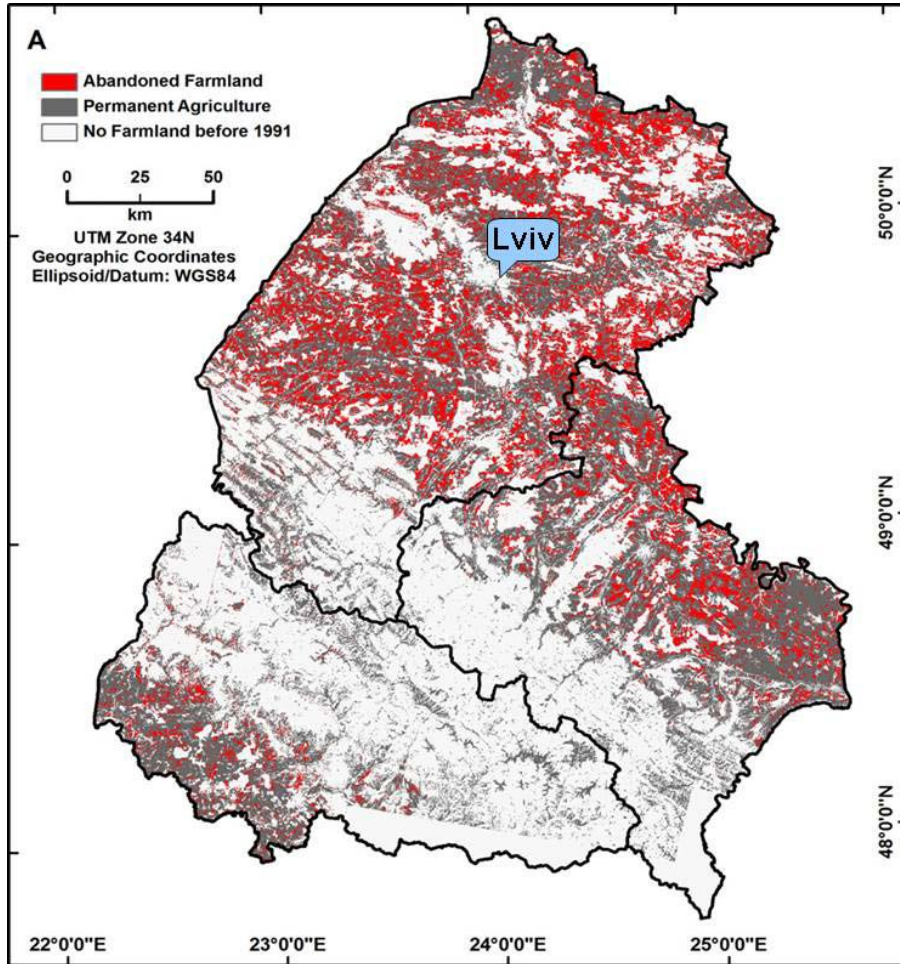 A
Abandoned Farmland
Permanent Agriculture
No Farmland before 1991
0 25 50
km
UTM Zone 34N
Geographic Coordinates
Ellipsoid/Datum: WGS84
Lviv
50°0'0"N
49°0'0"N
48°0'0"N
22°0'0"E 23°0'0"E 24°0'0"E 25°0'0"E